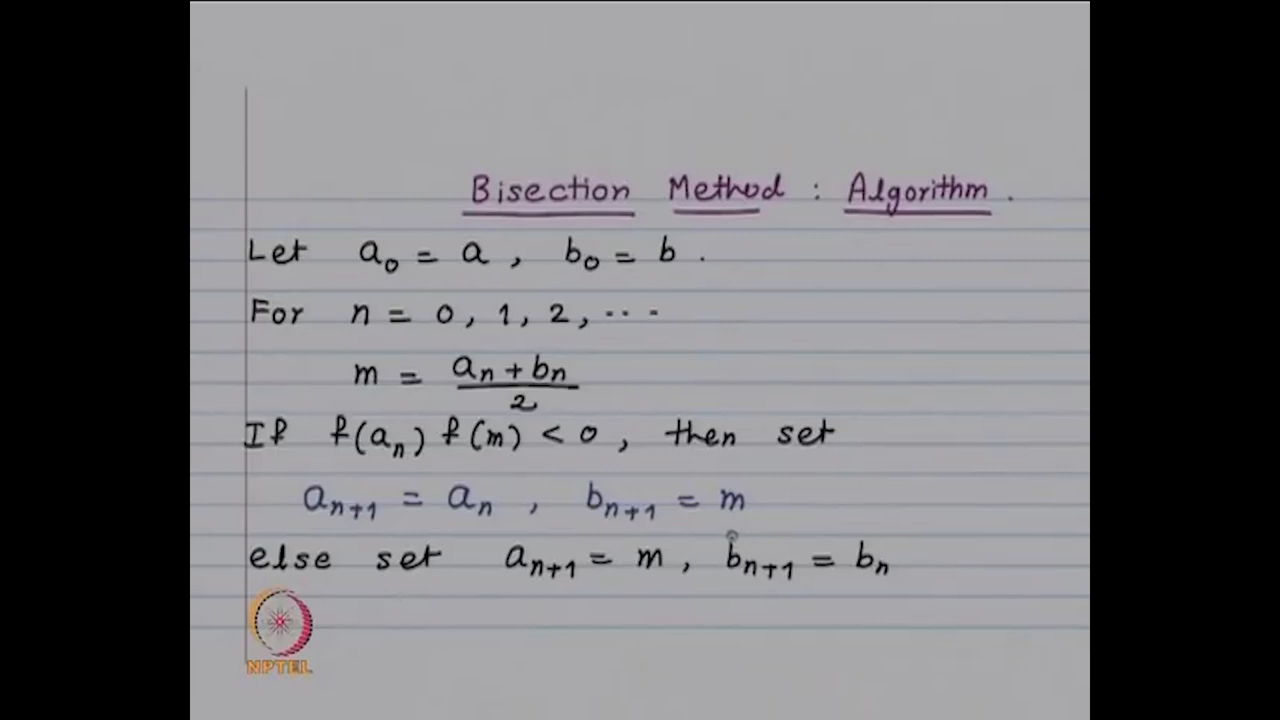 Bisection Method : Algorithm .
Let a₀ = a , b₀ = b .
For n = 0 , 1 , 2 , ...
m = (aₙ + bₙ)/2
If f(aₙ) f(m) < 0 , then set
aₙ₊₁ = aₙ , bₙ₊₁ = m
else set aₙ₊₁ = m , bₙ₊₁ = bₙ
NPTEL